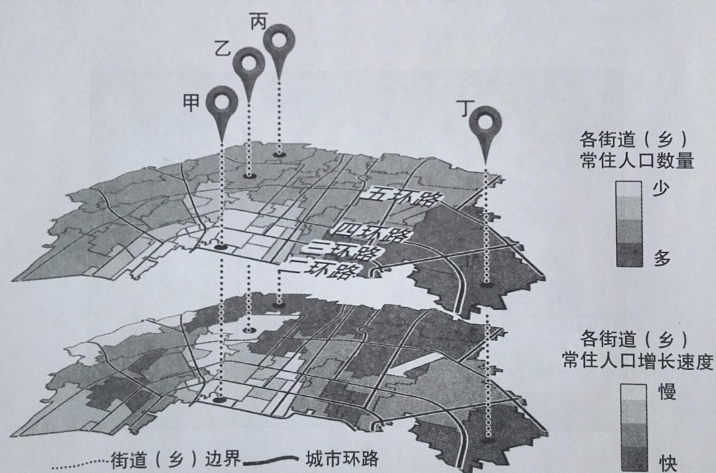 丙
乙
甲
丁
各街道（乡）
常住人口数量
少
多
五环路
四环路
三环路
二环路
各街道（乡）
常住人口增长速度
慢
快
街道（乡）边界
城市环路